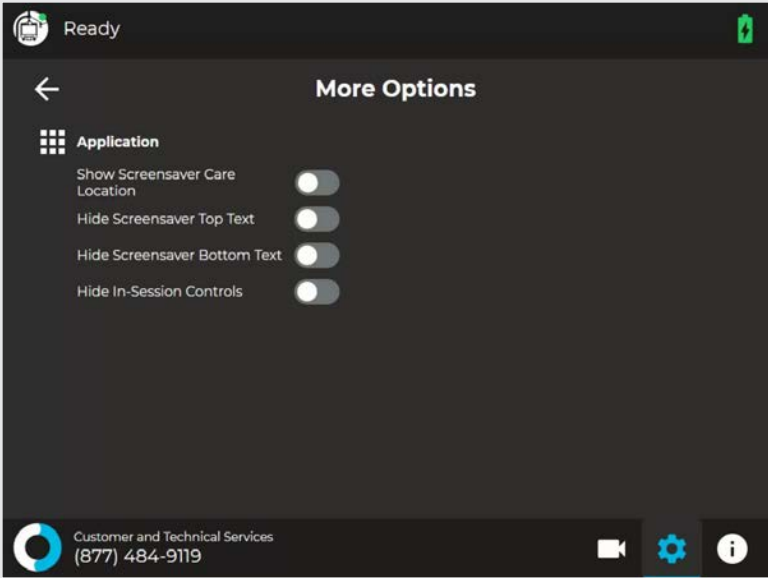 Ready
More Options
Application
Show Screensaver Care
Location
Hide Screensaver Top Text
Hide Screensaver Bottom Text
Hide In-Session Controls
Customer and Technical Services
(877) 484-9119